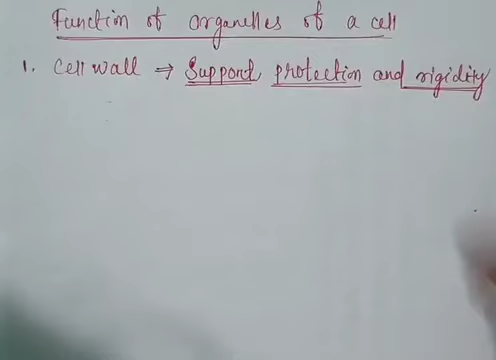 Function of organelles of a cell
1. Cell wall → Support, protection and rigidity